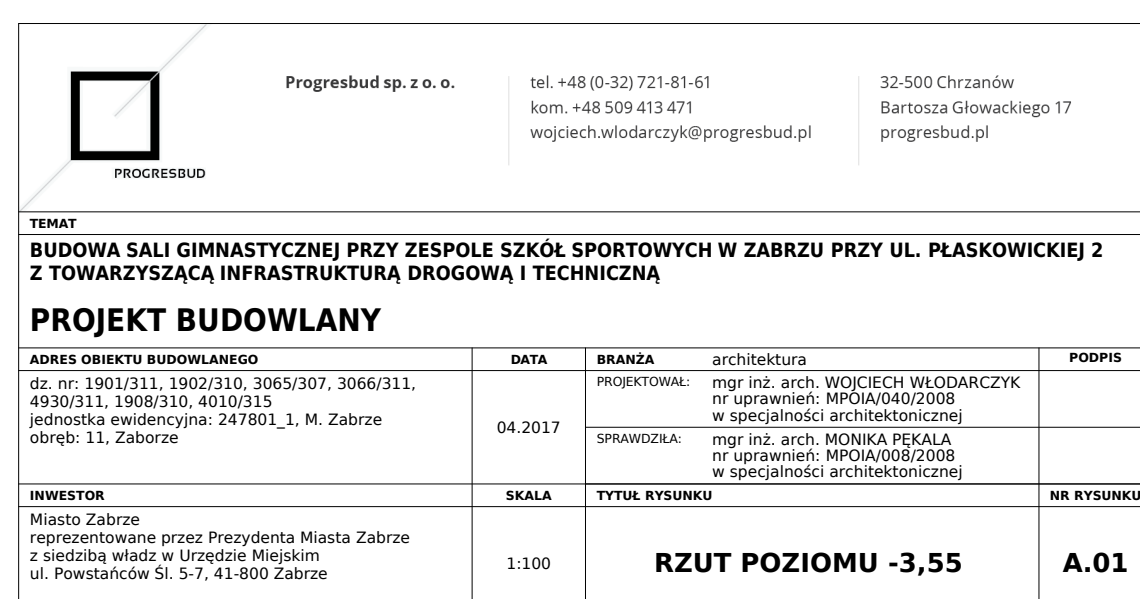 PROGRESBUD
Progresbud sp. z o. o.
tel. +48 (0-32) 721-81-61
kom. +48 509 413 471
wojciech.wlodarczyk@progresbud.pl
32-500 Chrzanów
Bartosza Głowackiego 17
progresbud.pl
TEMAT
BUDOWA SALI GIMNASTYCZNEJ PRZY ZESPOLE SZKÓŁ SPORTOWYCH W ZABRZU PRZY UL. PŁASKOWICKIEJ 2
Z TOWARZYSZĄCĄ INFRASTRUKTURĄ DROGOWĄ I TECHNICZNĄ
PROJEKT BUDOWLANY
ADRES OBIEKTU BUDOWLANEGO
dz. nr: 1901/311, 1902/310, 3065/307, 3066/311,
4930/311, 1908/310, 4010/315
jednostka ewidencyjna: 247801_1, M. Zabrze
obręb: 11, Zaborze
DATA
04.2017
BRANŻA architektura
PODPIS
PROJEKTOWAŁ: mgr inż. arch. WOJCIECH WŁODARCZYK
nr uprawnień: MPOIA/040/2008
w specjalności architektonicznej
SPRAWDZIŁA: mgr inż. arch. MONIKA PĘKALA
nr uprawnień: MPOIA/008/2008
w specjalności architektonicznej
INWESTOR
Miasto Zabrze
reprezentowane przez Prezydenta Miasta Zabrze
z siedzibą władz w Urzędzie Miejskim
ul. Powstańców Śl. 5-7, 41-800 Zabrze
SKALA
1:100
TYTUŁ RYSUNKU
RZUT POZIOMU -3,55
NR RYSUNKU
A.01